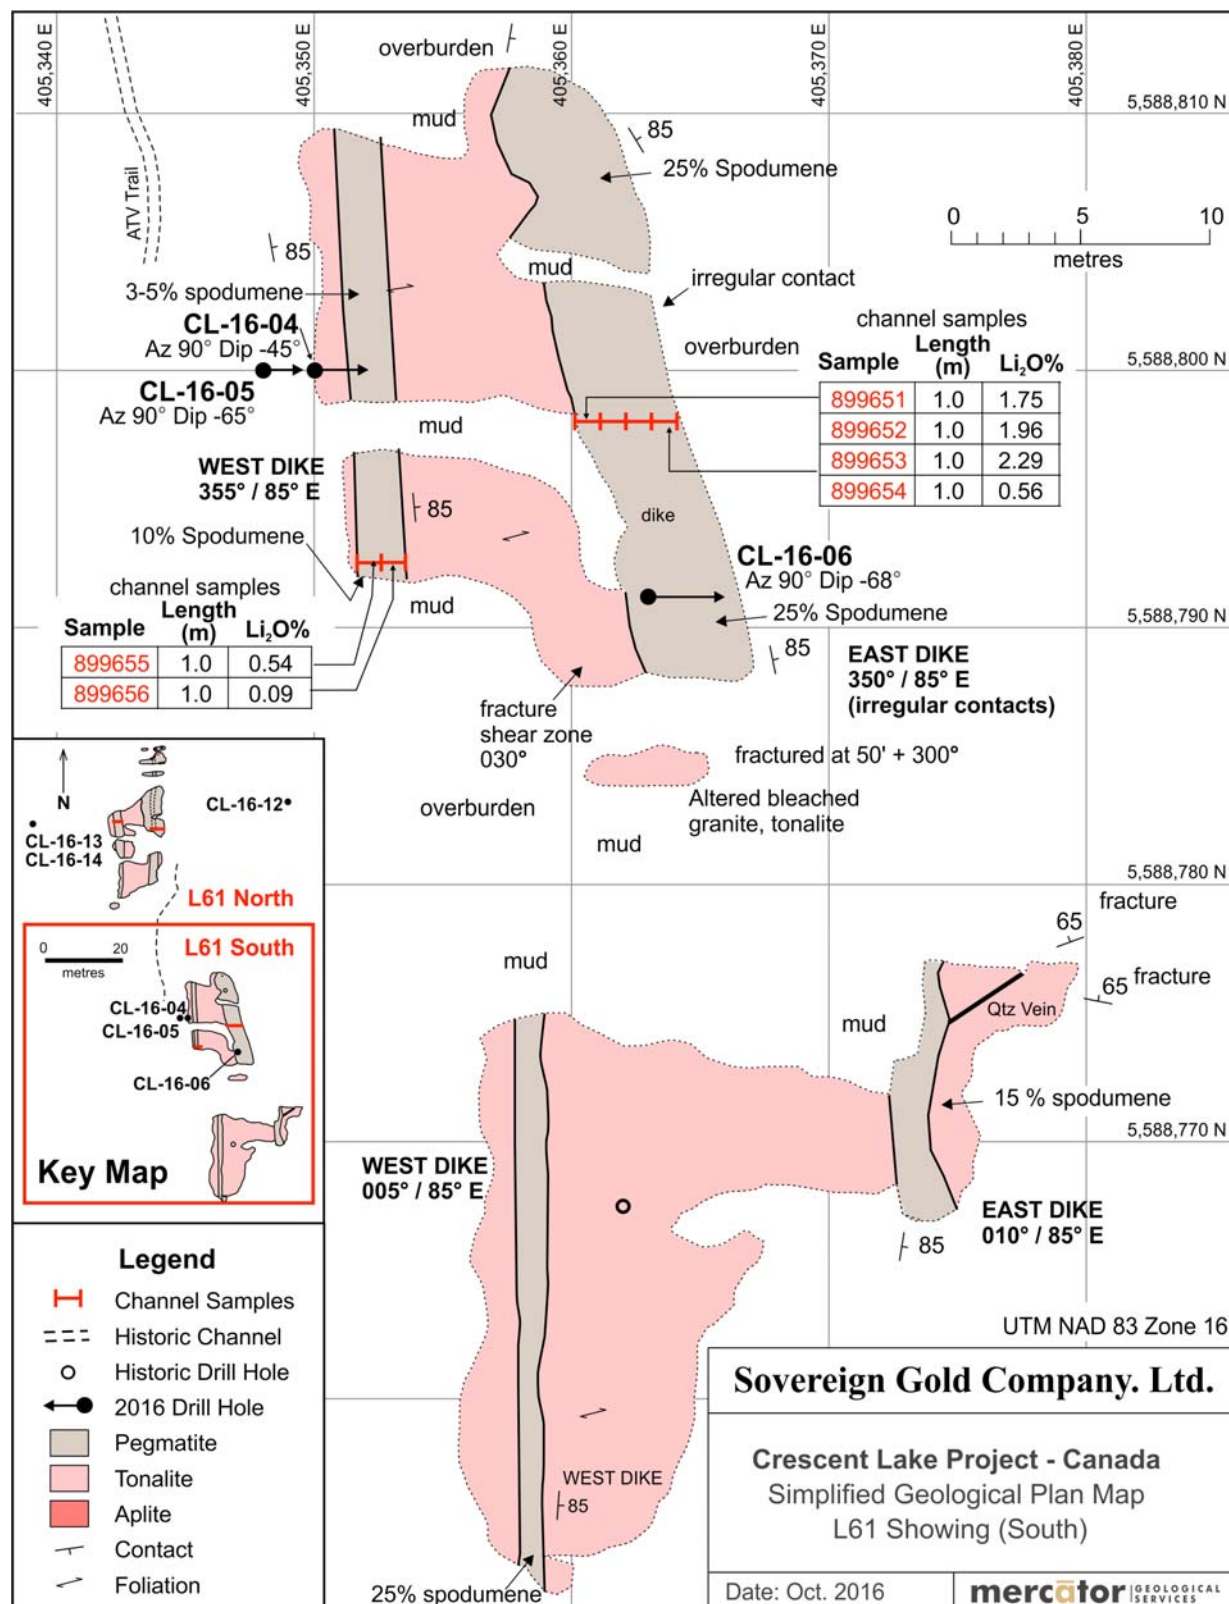 405,340 E
405,350 E
405,360 E
405,370 E
405,380 E
overburden
5,588,810 N
mud
85
25% Spodumene
ATV Trail
0 5 10
metres
85
mud
irregular contact
3-5% spodumene
CL-16-04
Az 90° Dip -45°
overburden
channel samples
Sample Length (m) Li₂O%
899651 1.0 1.75
899652 1.0 1.96
899653 1.0 2.29
899654 1.0 0.56
5,588,800 N
CL-16-05
Az 90° Dip -65°
mud
WEST DIKE
355° / 85° E
85
dike
10% Spodumene
CL-16-06
Az 90° Dip -68°
25% Spodumene
channel samples
Sample Length (m) Li₂O%
899655 1.0 0.54
899656 1.0 0.09
mud
5,588,790 N
85
EAST DIKE
350° / 85° E
(irregular contacts)
fracture
shear zone
030°
fractured at 50' + 300°
Altered bleached
granite, tonalite
overburden
mud
N
CL-16-12
CL-16-13
CL-16-14
L61 North
L61 South
0 20
metres
CL-16-04
CL-16-05
CL-16-06
Key Map
5,588,780 N
fracture
65
mud
fracture
65
Qtz Vein
mud
15 % spodumene
5,588,770 N
WEST DIKE
005° / 85° E
EAST DIKE
010° / 85° E
85
WEST DIKE
85
25% spodumene
Legend
Channel Samples
Historic Channel
Historic Drill Hole
2016 Drill Hole
Pegmatite
Tonalite
Aplite
Contact
Foliation
UTM NAD 83 Zone 16
Sovereign Gold Company. Ltd.
Crescent Lake Project - Canada
Simplified Geological Plan Map
L61 Showing (South)
Date: Oct. 2016
mercātor GEOLOGICAL SERVICES